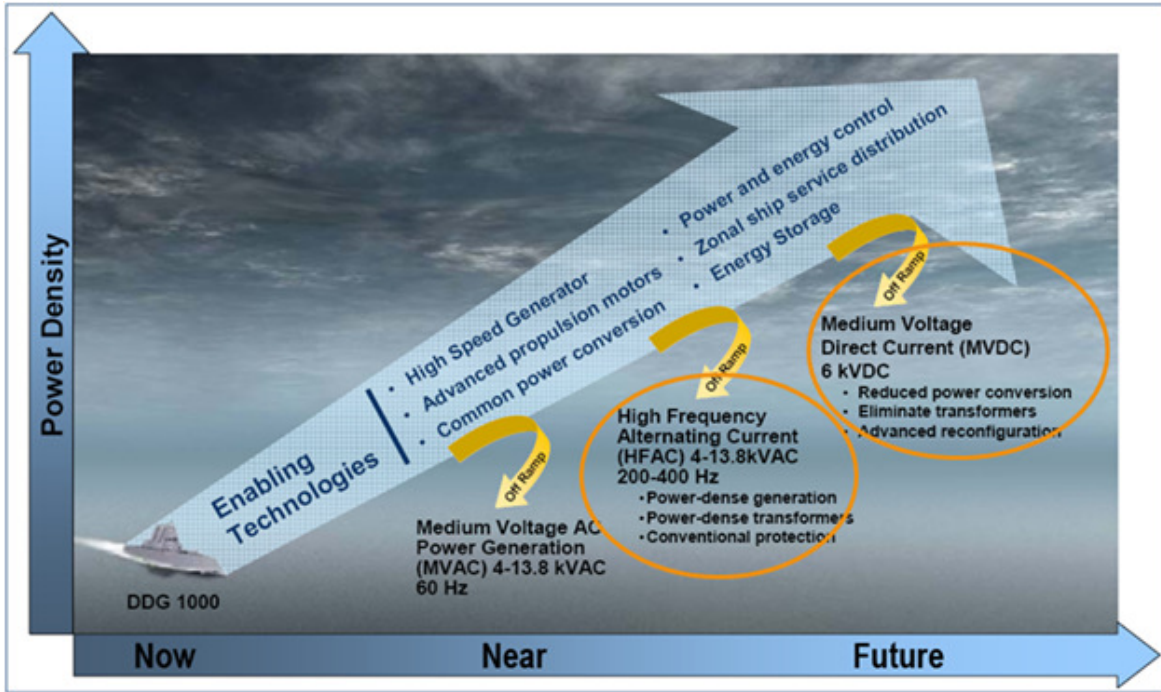 Power Density
Enabling
Technologies
• High Speed Generator
• Advanced propulsion motors
• Common power conversion
• Power and energy control
• Zonal ship service distribution
• Energy Storage
DDG 1000
Off Ramp
Medium Voltage AC
Power Generation
(MVAC) 4-13.8 kVAC
60 Hz
Off Ramp
High Frequency
Alternating Current
(HFAC) 4-13.8kVAC
200-400 Hz
•Power-dense generation
•Power-dense transformers
•Conventional protection
Off Ramp
Medium Voltage
Direct Current (MVDC)
6 kVDC
• Reduced power conversion
• Eliminate transformers
• Advanced reconfiguration
Now
Near
Future